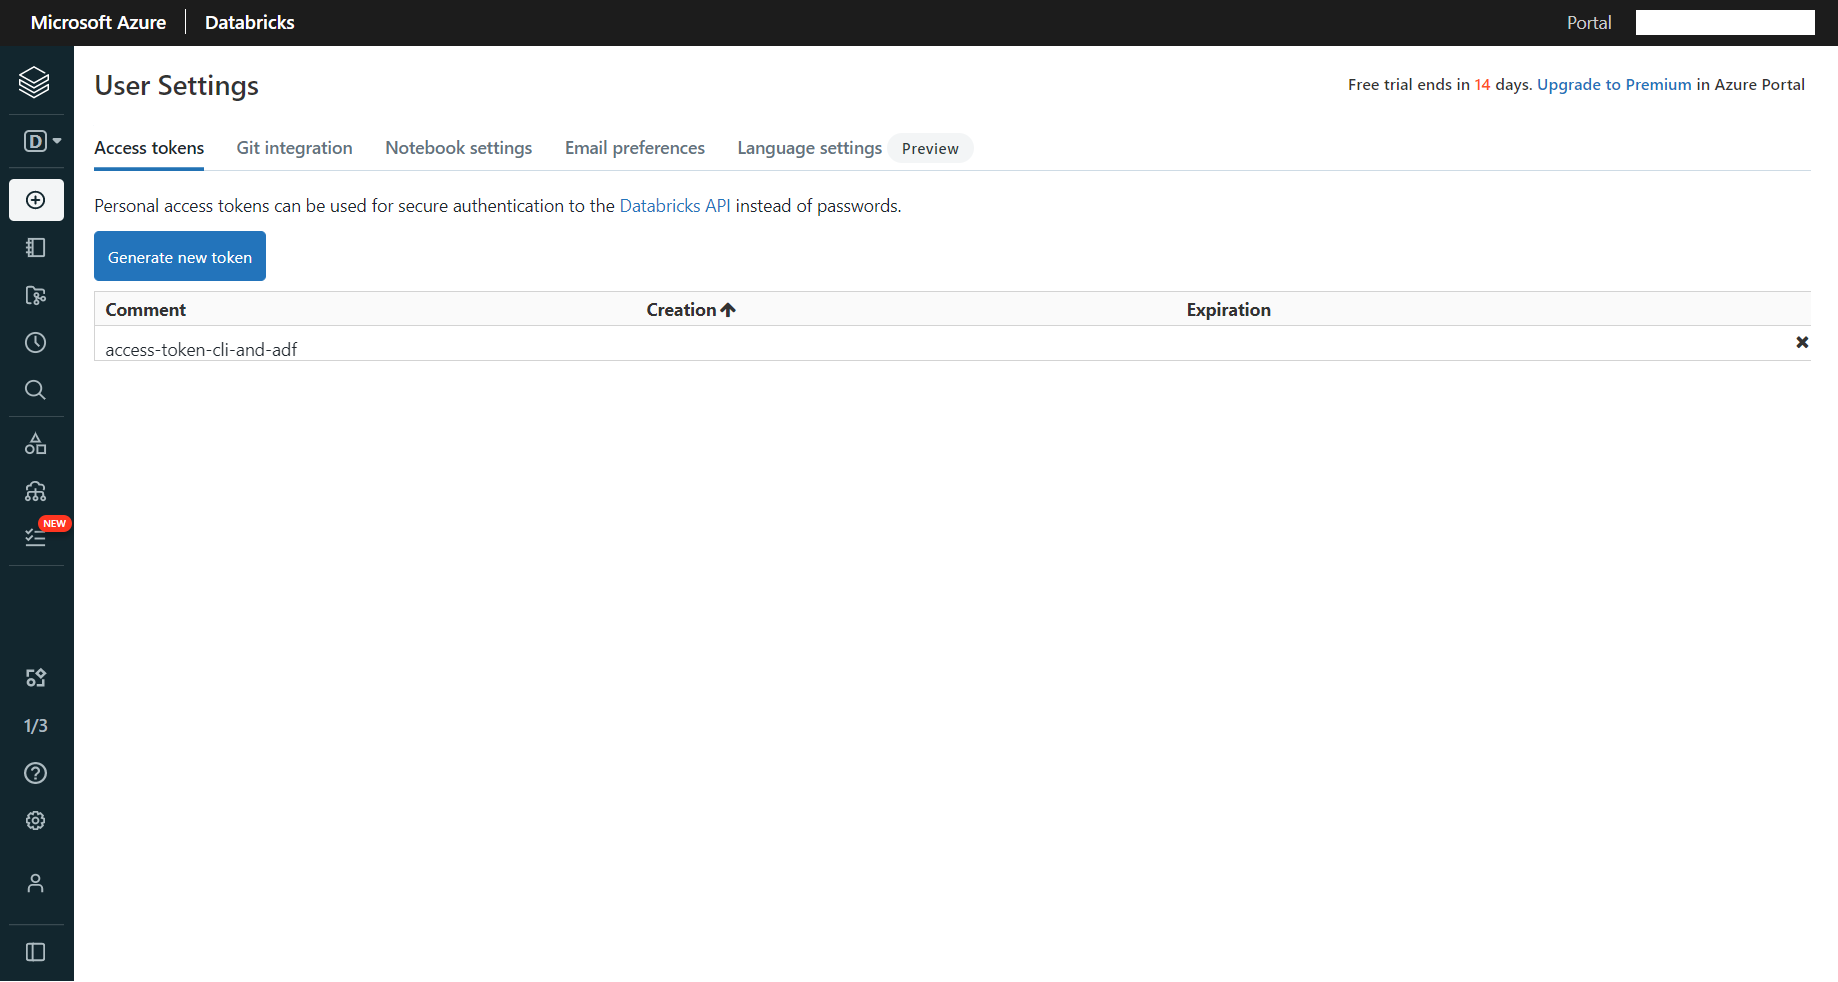 Microsoft Azure Databricks Portal
User Settings
Free trial ends in 14 days. Upgrade to Premium in Azure Portal
D
Access tokens Git integration Notebook settings Email preferences Language settings Preview
Personal access tokens can be used for secure authentication to the Databricks API instead of passwords.
Generate new token
Comment Creation Expiration
access-token-cli-and-adf
NEW
1/3